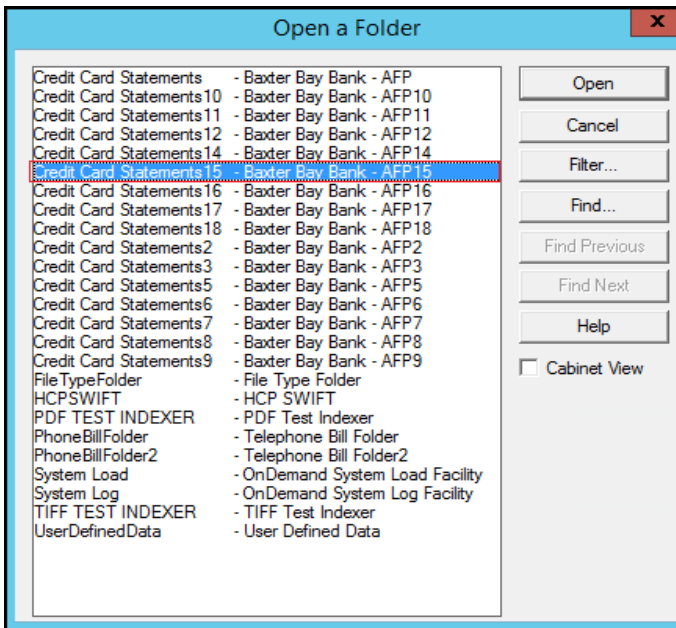 Open a Folder
x
Credit Card Statements - Baxter Bay Bank - AFP
Credit Card Statements10 - Baxter Bay Bank - AFP10
Credit Card Statements11 - Baxter Bay Bank - AFP11
Credit Card Statements12 - Baxter Bay Bank - AFP12
Credit Card Statements14 - Baxter Bay Bank - AFP14
Credit Card Statements15 - Baxter Bay Bank - AFP15
Credit Card Statements16 - Baxter Bay Bank - AFP16
Credit Card Statements17 - Baxter Bay Bank - AFP17
Credit Card Statements18 - Baxter Bay Bank - AFP18
Credit Card Statements2 - Baxter Bay Bank - AFP2
Credit Card Statements3 - Baxter Bay Bank - AFP3
Credit Card Statements5 - Baxter Bay Bank - AFP5
Credit Card Statements6 - Baxter Bay Bank - AFP6
Credit Card Statements7 - Baxter Bay Bank - AFP7
Credit Card Statements8 - Baxter Bay Bank - AFP8
Credit Card Statements9 - Baxter Bay Bank - AFP9
FileTypeFolder - File Type Folder
HCPSWIFT - HCP SWIFT
PDF TEST INDEXER - PDF Test Indexer
PhoneBillFolder - Telephone Bill Folder
PhoneBillFolder2 - Telephone Bill Folder2
System Load - OnDemand System Load Facility
System Log - OnDemand System Log Facility
TIFF TEST INDEXER - TIFF Test Indexer
UserDefinedData - User Defined Data
Open
Cancel
Filter...
Find...
Find Previous
Find Next
Help
Cabinet View